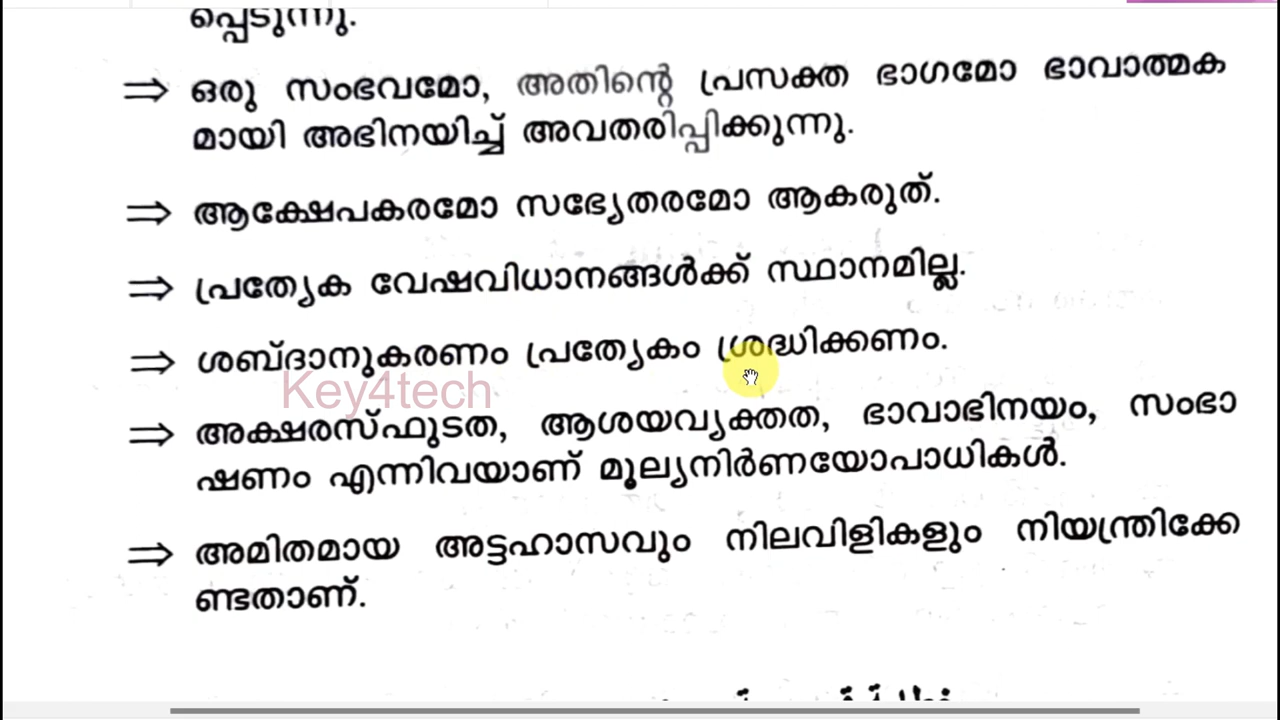 പ്പെടുന്നു.
⇒ ഒരു സംഭവമോ, അതിന്റെ പ്രസക്ത ഭാഗമോ ഭാവാത്മക
മായി അഭിനയിച്ച് അവതരിപ്പിക്കുന്നു.
⇒ ആക്ഷേപകരമോ സഭ്യേതരമോ ആകരുത്.
⇒ പ്രത്യേക വേഷവിധാനങ്ങൾക്ക് സ്ഥാനമില്ല.
⇒ ശബ്ദാനുകരണം പ്രത്യേകം ശ്രദ്ധിക്കണം.
Key4tech
⇒ അക്ഷരസ്ഫുടത, ആശയവ്യക്തത, ഭാവാഭിനയം, സംഭാ
ഷണം എന്നിവയാണ് മൂല്യനിർണയോപാധികൾ.
⇒ അമിതമായ അട്ടഹാസവും നിലവിളികളും നിയന്ത്രിക്കേ
ണ്ടതാണ്.